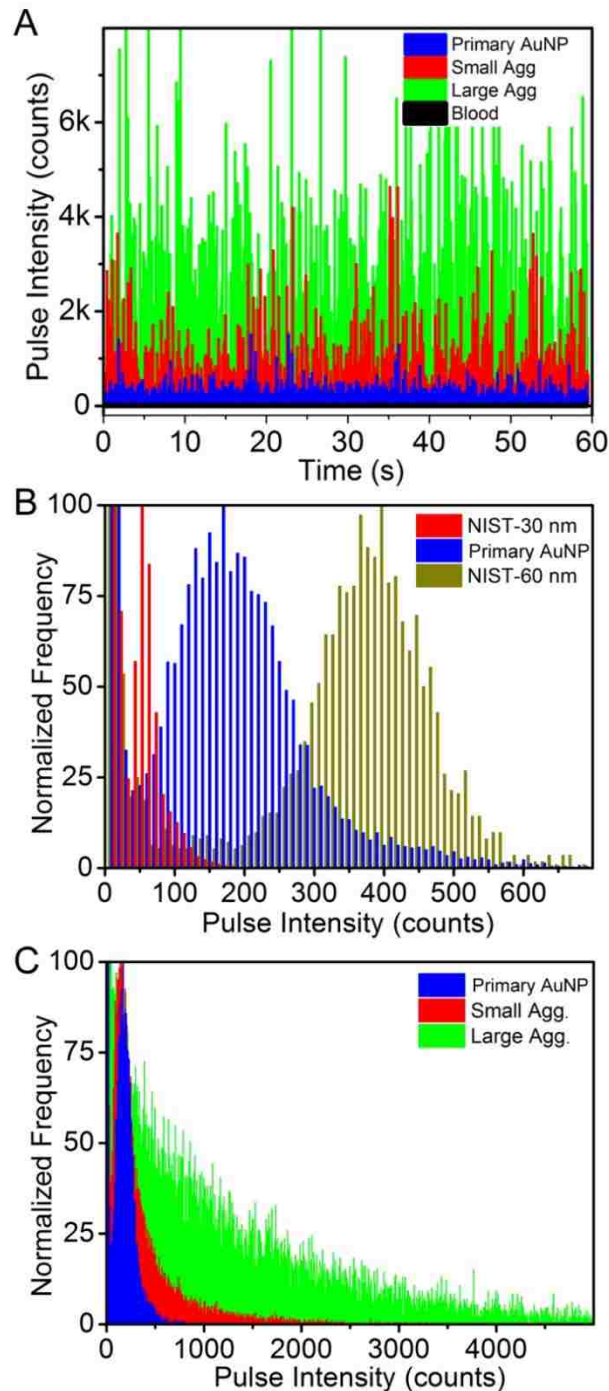 A
Primary AuNP
Small Agg
Large Agg
Blood
Pulse Intensity (counts)
6k
4k
2k
0
0 10 20 30 40 50 60
Time (s)
B
NIST-30 nm
Primary AuNP
NIST-60 nm
Normalized Frequency
100
75
50
25
0
0 100 200 300 400 500 600
Pulse Intensity (counts)
C
Primary AuNP
Small Agg.
Large Agg.
Normalized Frequency
100
75
50
25
0
0 1000 2000 3000 4000
Pulse Intensity (counts)